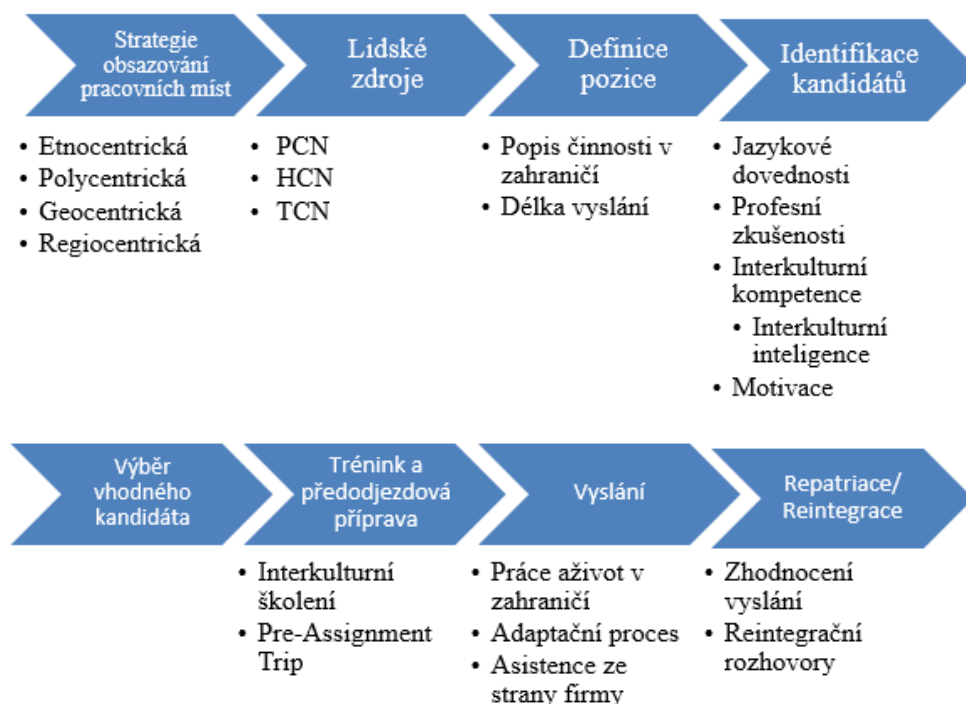 Strategie
obsazování
pracovních míst
• Etnocentrická
• Polycentrická
• Geocentrická
• Regiocentrická
Lidské
zdroje
• PCN
• HCN
• TCN
Definice
pozice
• Popis činnosti v
zahraničí
• Délka vyslání
Identifikace
kandidátů
• Jazykové
dovednosti
• Profesní
zkušenosti
• Interkulturní
kompetence
• Interkulturní
inteligence
• Motivace
Výběr
vhodného
kandidáta
Trénink a
předodjezdová
příprava
• Interkulturní
školení
• Pre-Assignment
Trip
Vyslání
• Práce aživot v
zahraničí
• Adaptační proces
• Asistence ze
strany firmy
Repatriace/
Reintegrace
• Zhodnocení
vyslání
• Reintegrační
rozhovory